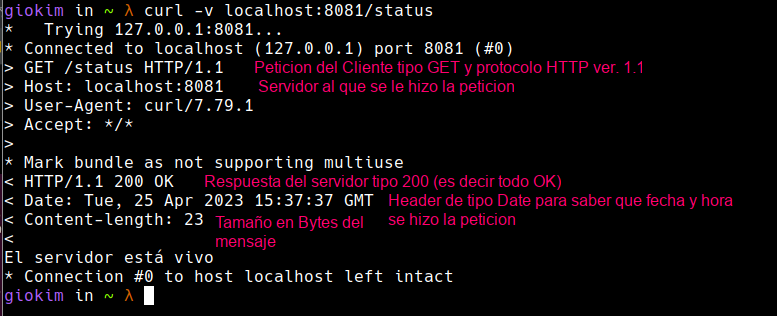 giokim in ~ λ curl -v localhost:8081/status
*   Trying 127.0.0.1:8081...
* Connected to localhost (127.0.0.1) port 8081 (#0)
> GET /status HTTP/1.1   Peticion del Cliente tipo GET y protocolo HTTP ver. 1.1
> Host: localhost:8081   Servidor al que se le hizo la peticion
> User-Agent: curl/7.79.1
> Accept: */*
>
* Mark bundle as not supporting multiuse
< HTTP/1.1 200 OK   Respuesta del servidor tipo 200 (es decir todo OK)
< Date: Tue, 25 Apr 2023 15:37:37 GMT   Header de tipo Date para saber que fecha y hora
se hizo la peticion
< Content-length: 23   Tamaño en Bytes del
mensaje
<
El servidor está vivo
* Connection #0 to host localhost left intact
giokim in ~ λ